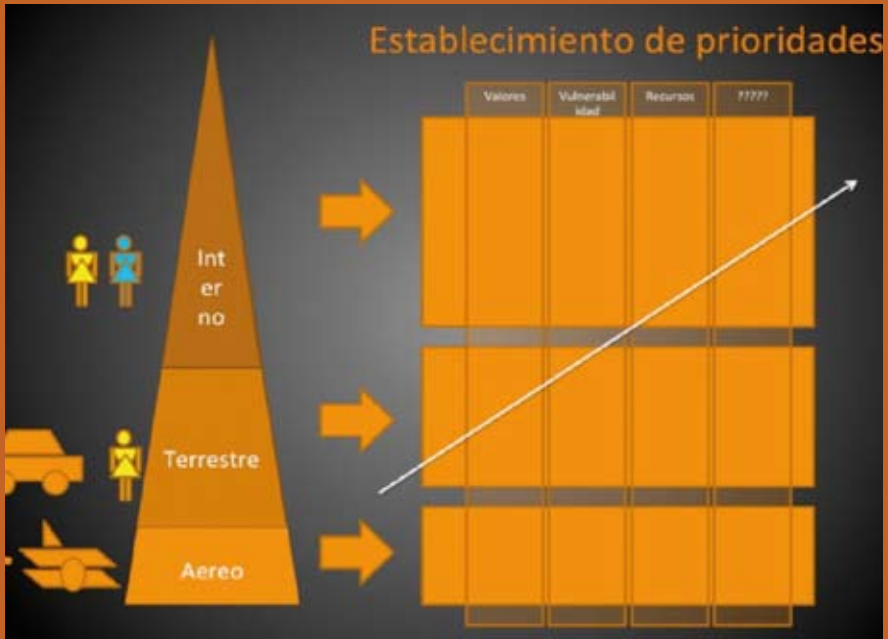 Establecimiento de prioridades
Valores
Vulnerabil
idad
Recursos
?????
Int
er
no
Terrestre
Aereo